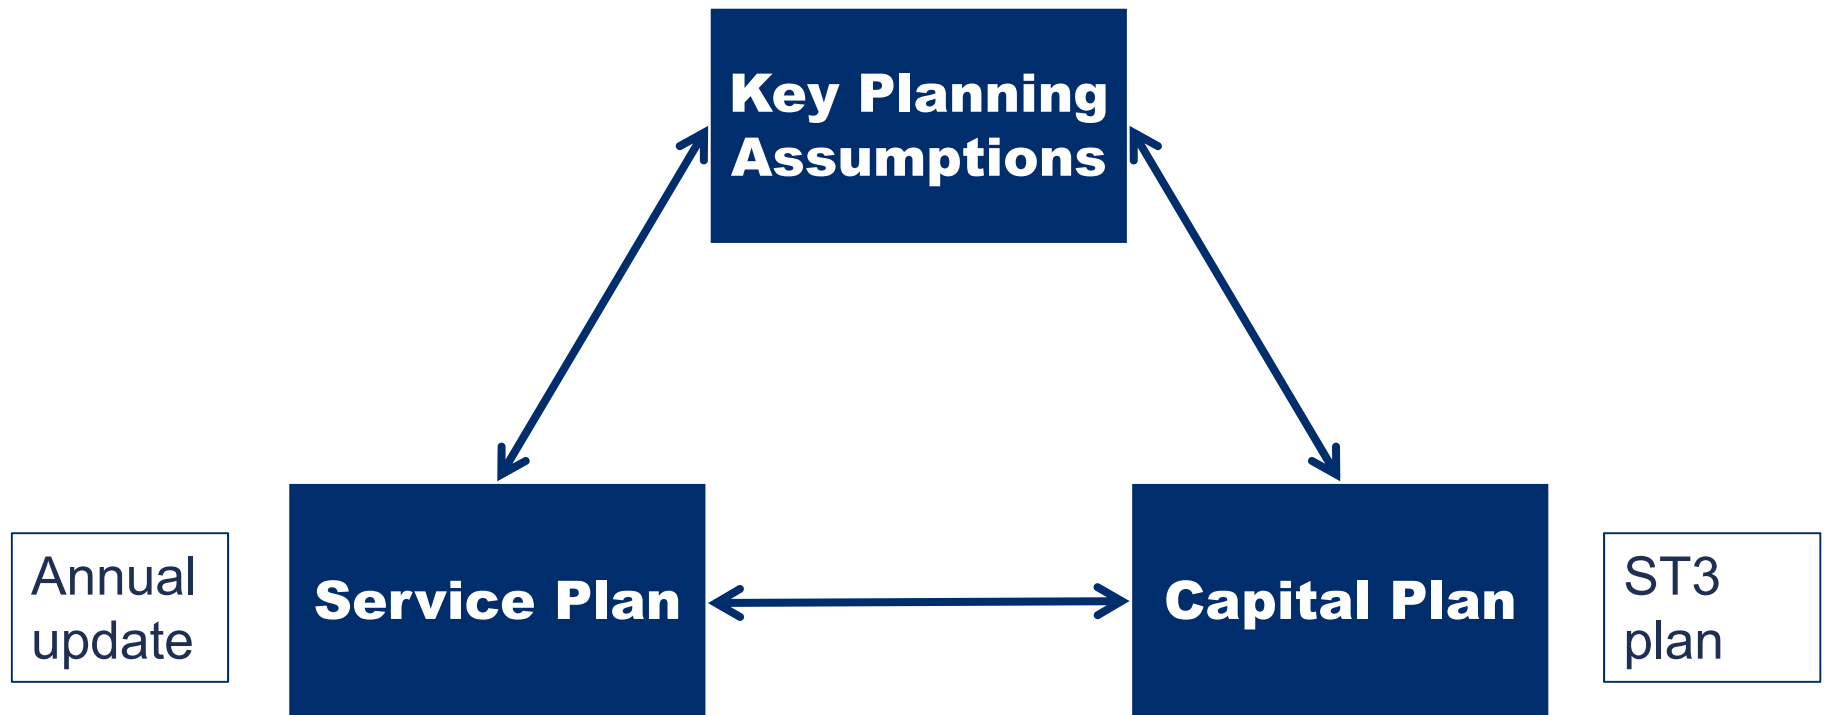 Key Planning
Assumptions
Annual
update
Service Plan
Capital Plan
ST3
plan